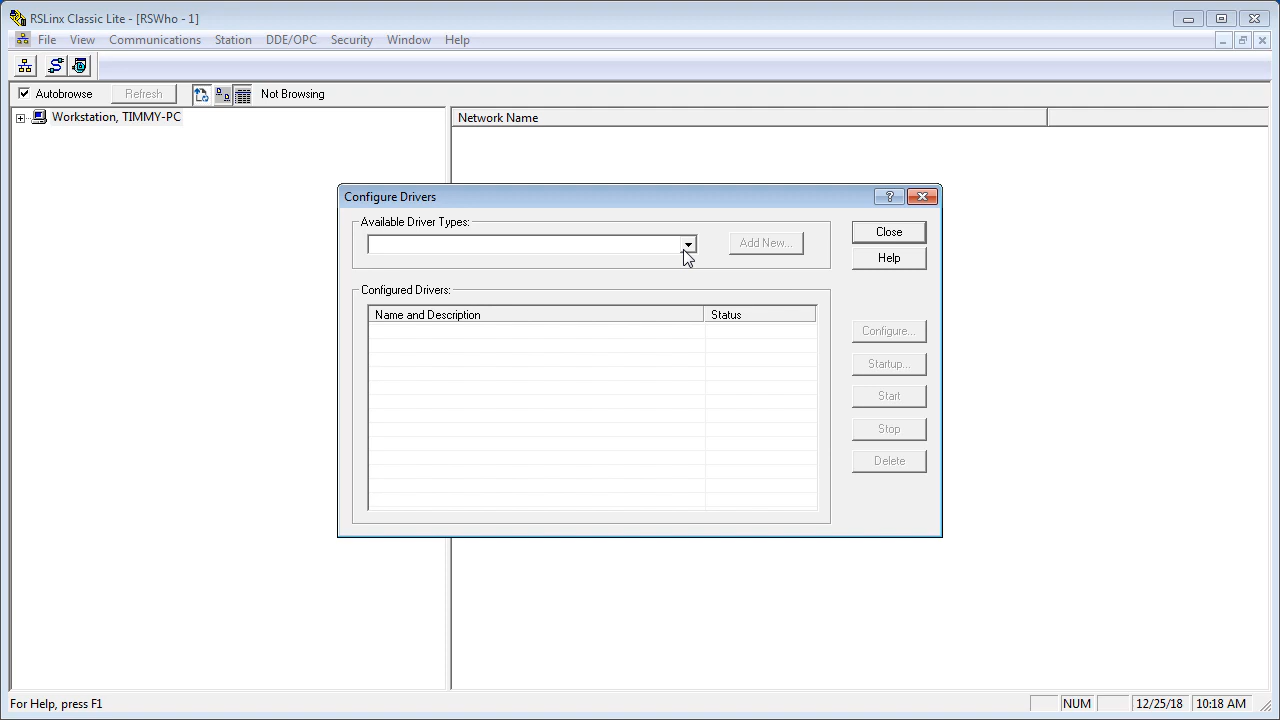 RSLinx Classic Lite - [RSWho - 1]
File View Communications Station DDE/OPC Security Window Help
Autobrowse Refresh Not Browsing
Workstation, TIMMY-PC
Network Name
Configure Drivers
Available Driver Types:
Add New...
Close
Help
Configured Drivers:
Name and Description Status
Configure...
Startup...
Start
Stop
Delete
For Help, press F1
NUM 12/25/18 10:18 AM